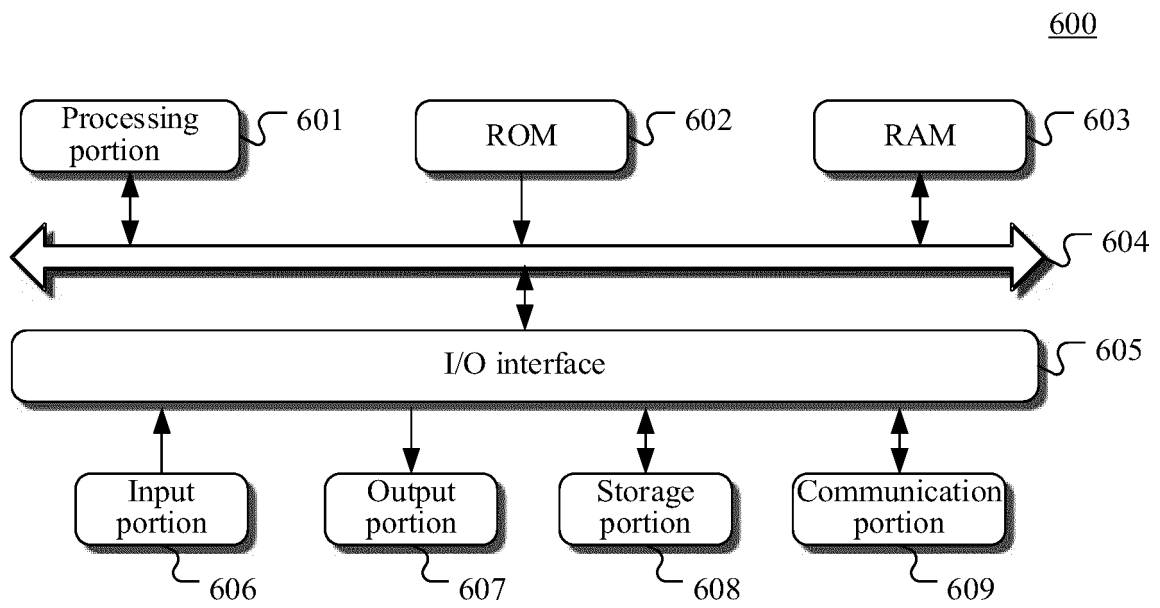 600
Processing
portion
601
ROM
602
RAM
603
604
I/O interface
605
Input
portion
606
Output
portion
607
Storage
portion
608
Communication
portion
609